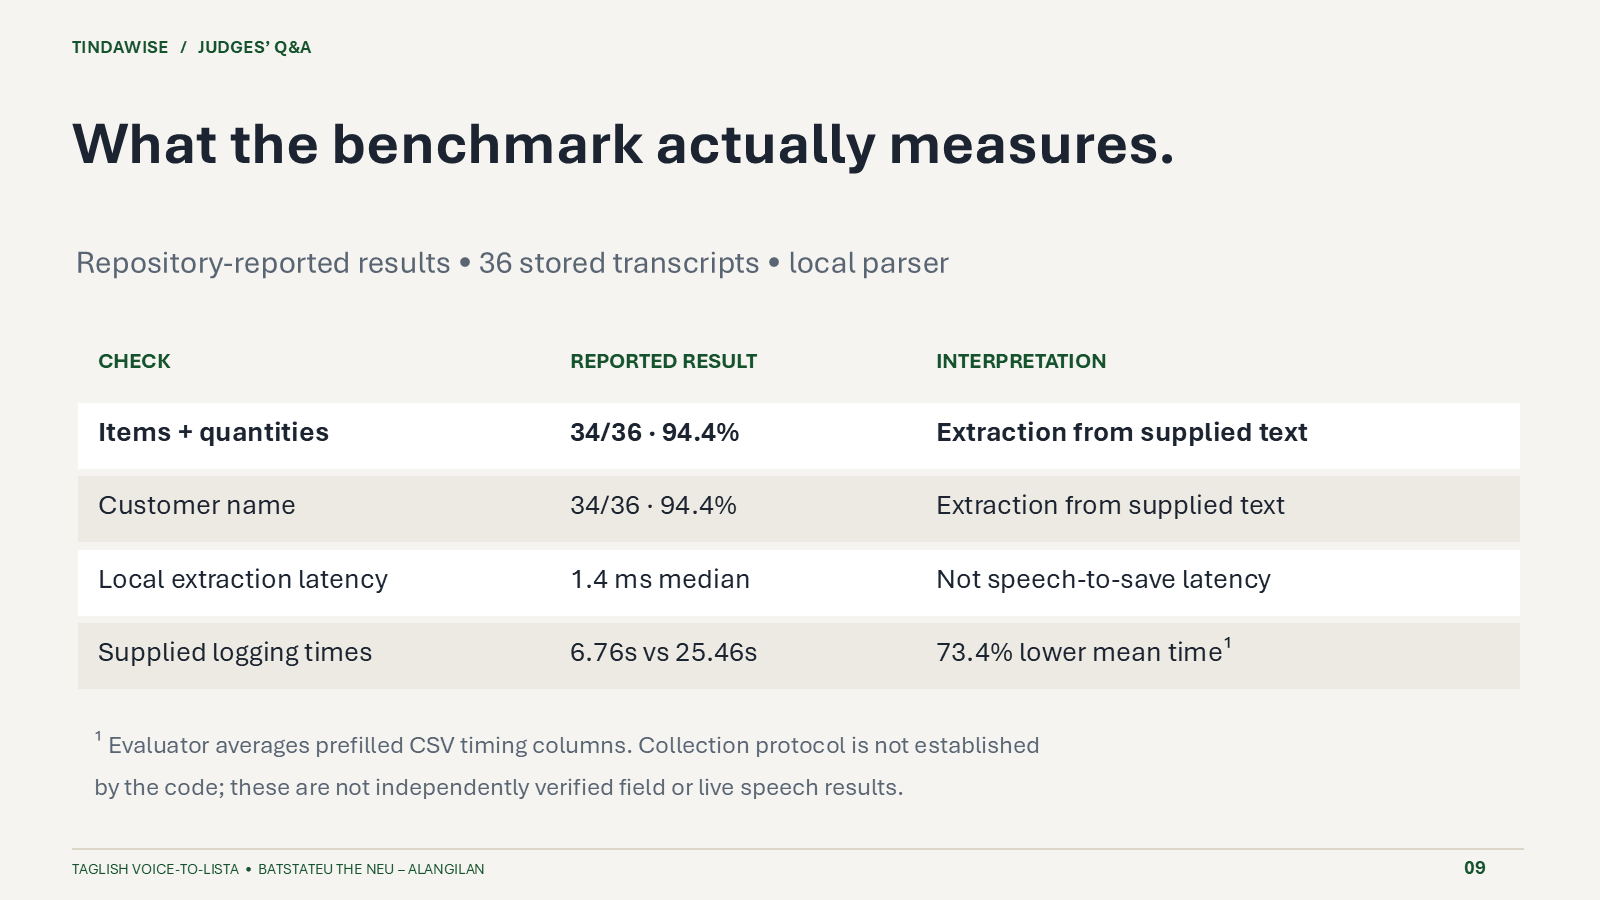 TINDAWISE / JUDGES’ Q&A
What the benchmark actually measures.
Repository-reported results • 36 stored transcripts • local parser
CHECK REPORTED RESULT INTERPRETATION
Items + quantities 34/36 · 94.4% Extraction from supplied text
Customer name 34/36 · 94.4% Extraction from supplied text
Local extraction latency 1.4 ms median Not speech-to-save latency
Supplied logging times 6.76s vs 25.46s 73.4% lower mean time¹
¹ Evaluator averages prefilled CSV timing columns. Collection protocol is not established
by the code; these are not independently verified field or live speech results.
TAGLISH VOICE-TO-LISTA • BATSTATEU THE NEU – ALANGILAN 09